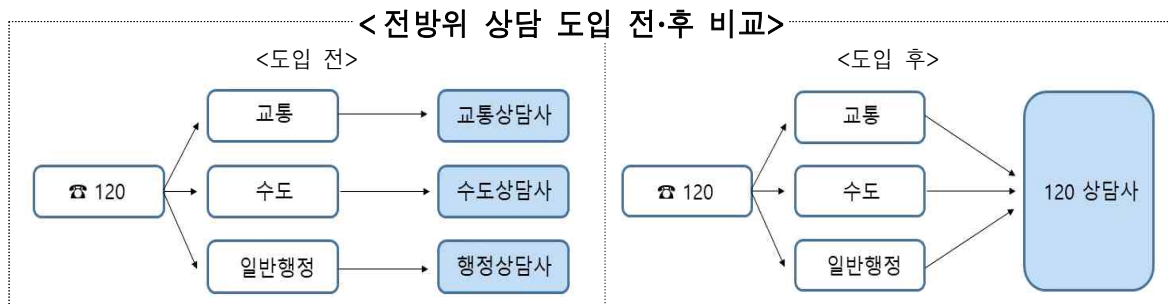 <전방위 상담 도입 전·후 비교>
<도입 전>
☎ 120
교통
교통상담사
수도
수도상담사
일반행정
행정상담사
<도입 후>
☎ 120
교통
수도
일반행정
120 상담사